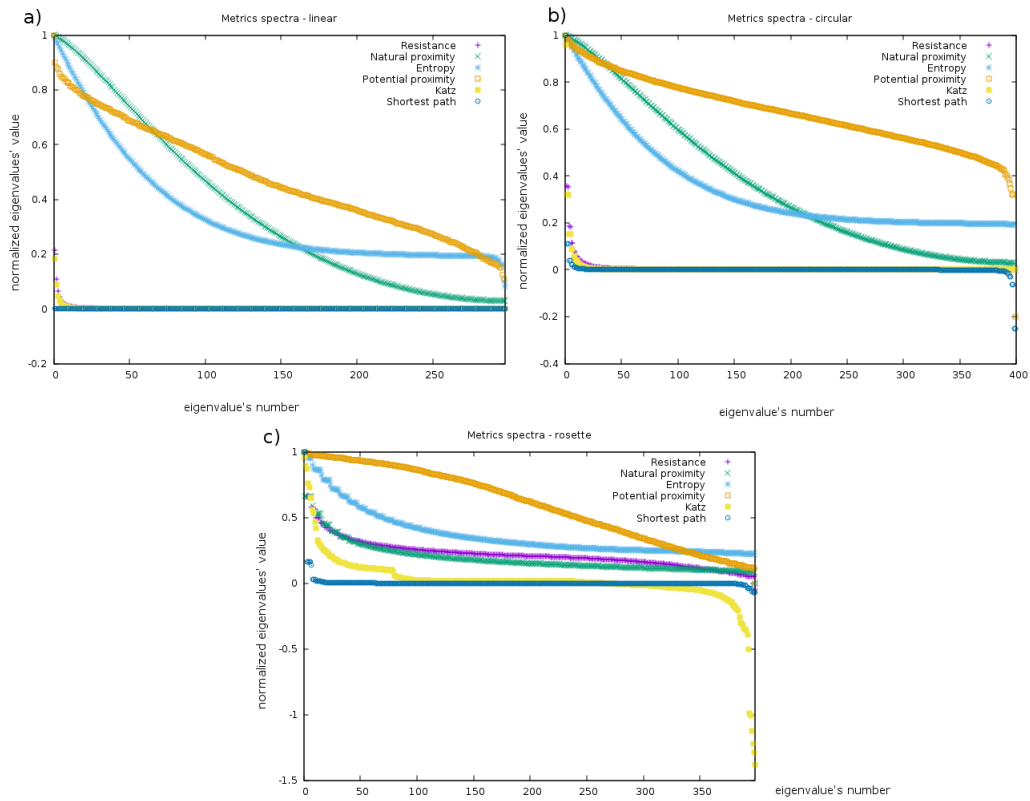 a)
Metrics spectra - linear
normalized eigenvalues' value
1
0.8
0.6
0.4
0.2
0
-0.2
Resistance
Natural proximity
Entropy
Potential proximity
Katz
Shortest path
0 50 100 150 200 250
eigenvalue's number
b)
Metrics spectra - circular
normalized eigenvalues' value
1
0.8
0.6
0.4
0.2
0
-0.2
-0.4
Resistance
Natural proximity
Entropy
Potential proximity
Katz
Shortest path
0 50 100 150 200 250 300 350 400
eigenvalue's number
c)
Metrics spectra - rosette
normalized eigenvalues' value
1
0.5
0
-0.5
-1
-1.5
Resistance
Natural proximity
Entropy
Potential proximity
Katz
Shortest path
0 50 100 150 200 250 300 350
eigenvalue's number